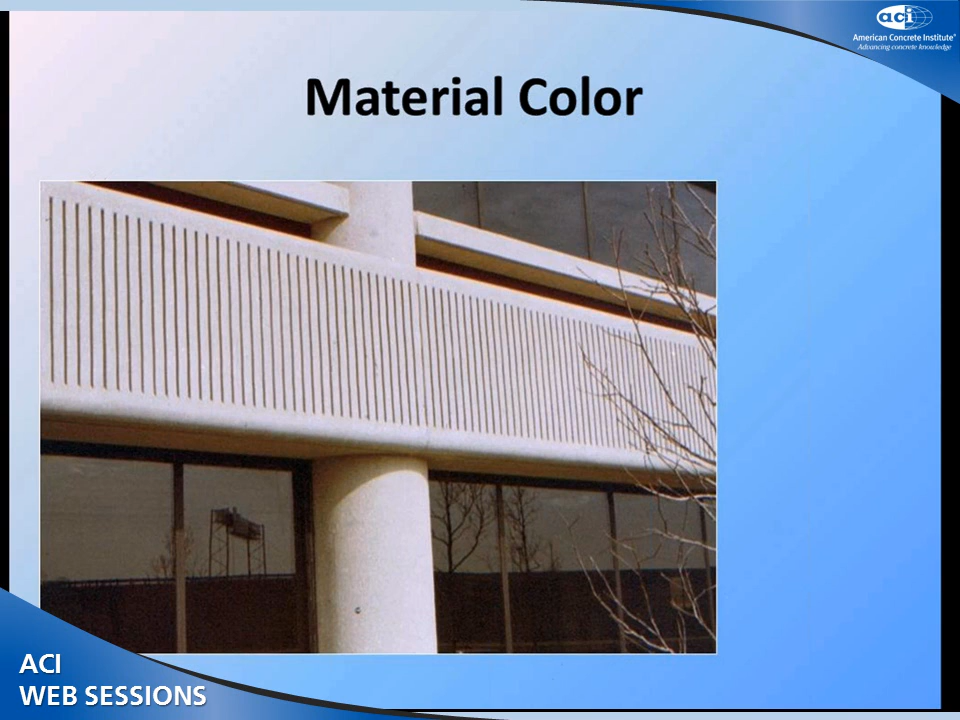 aci
American Concrete Institute®
Advancing concrete knowledge
Material Color
ACI
WEB SESSIONS